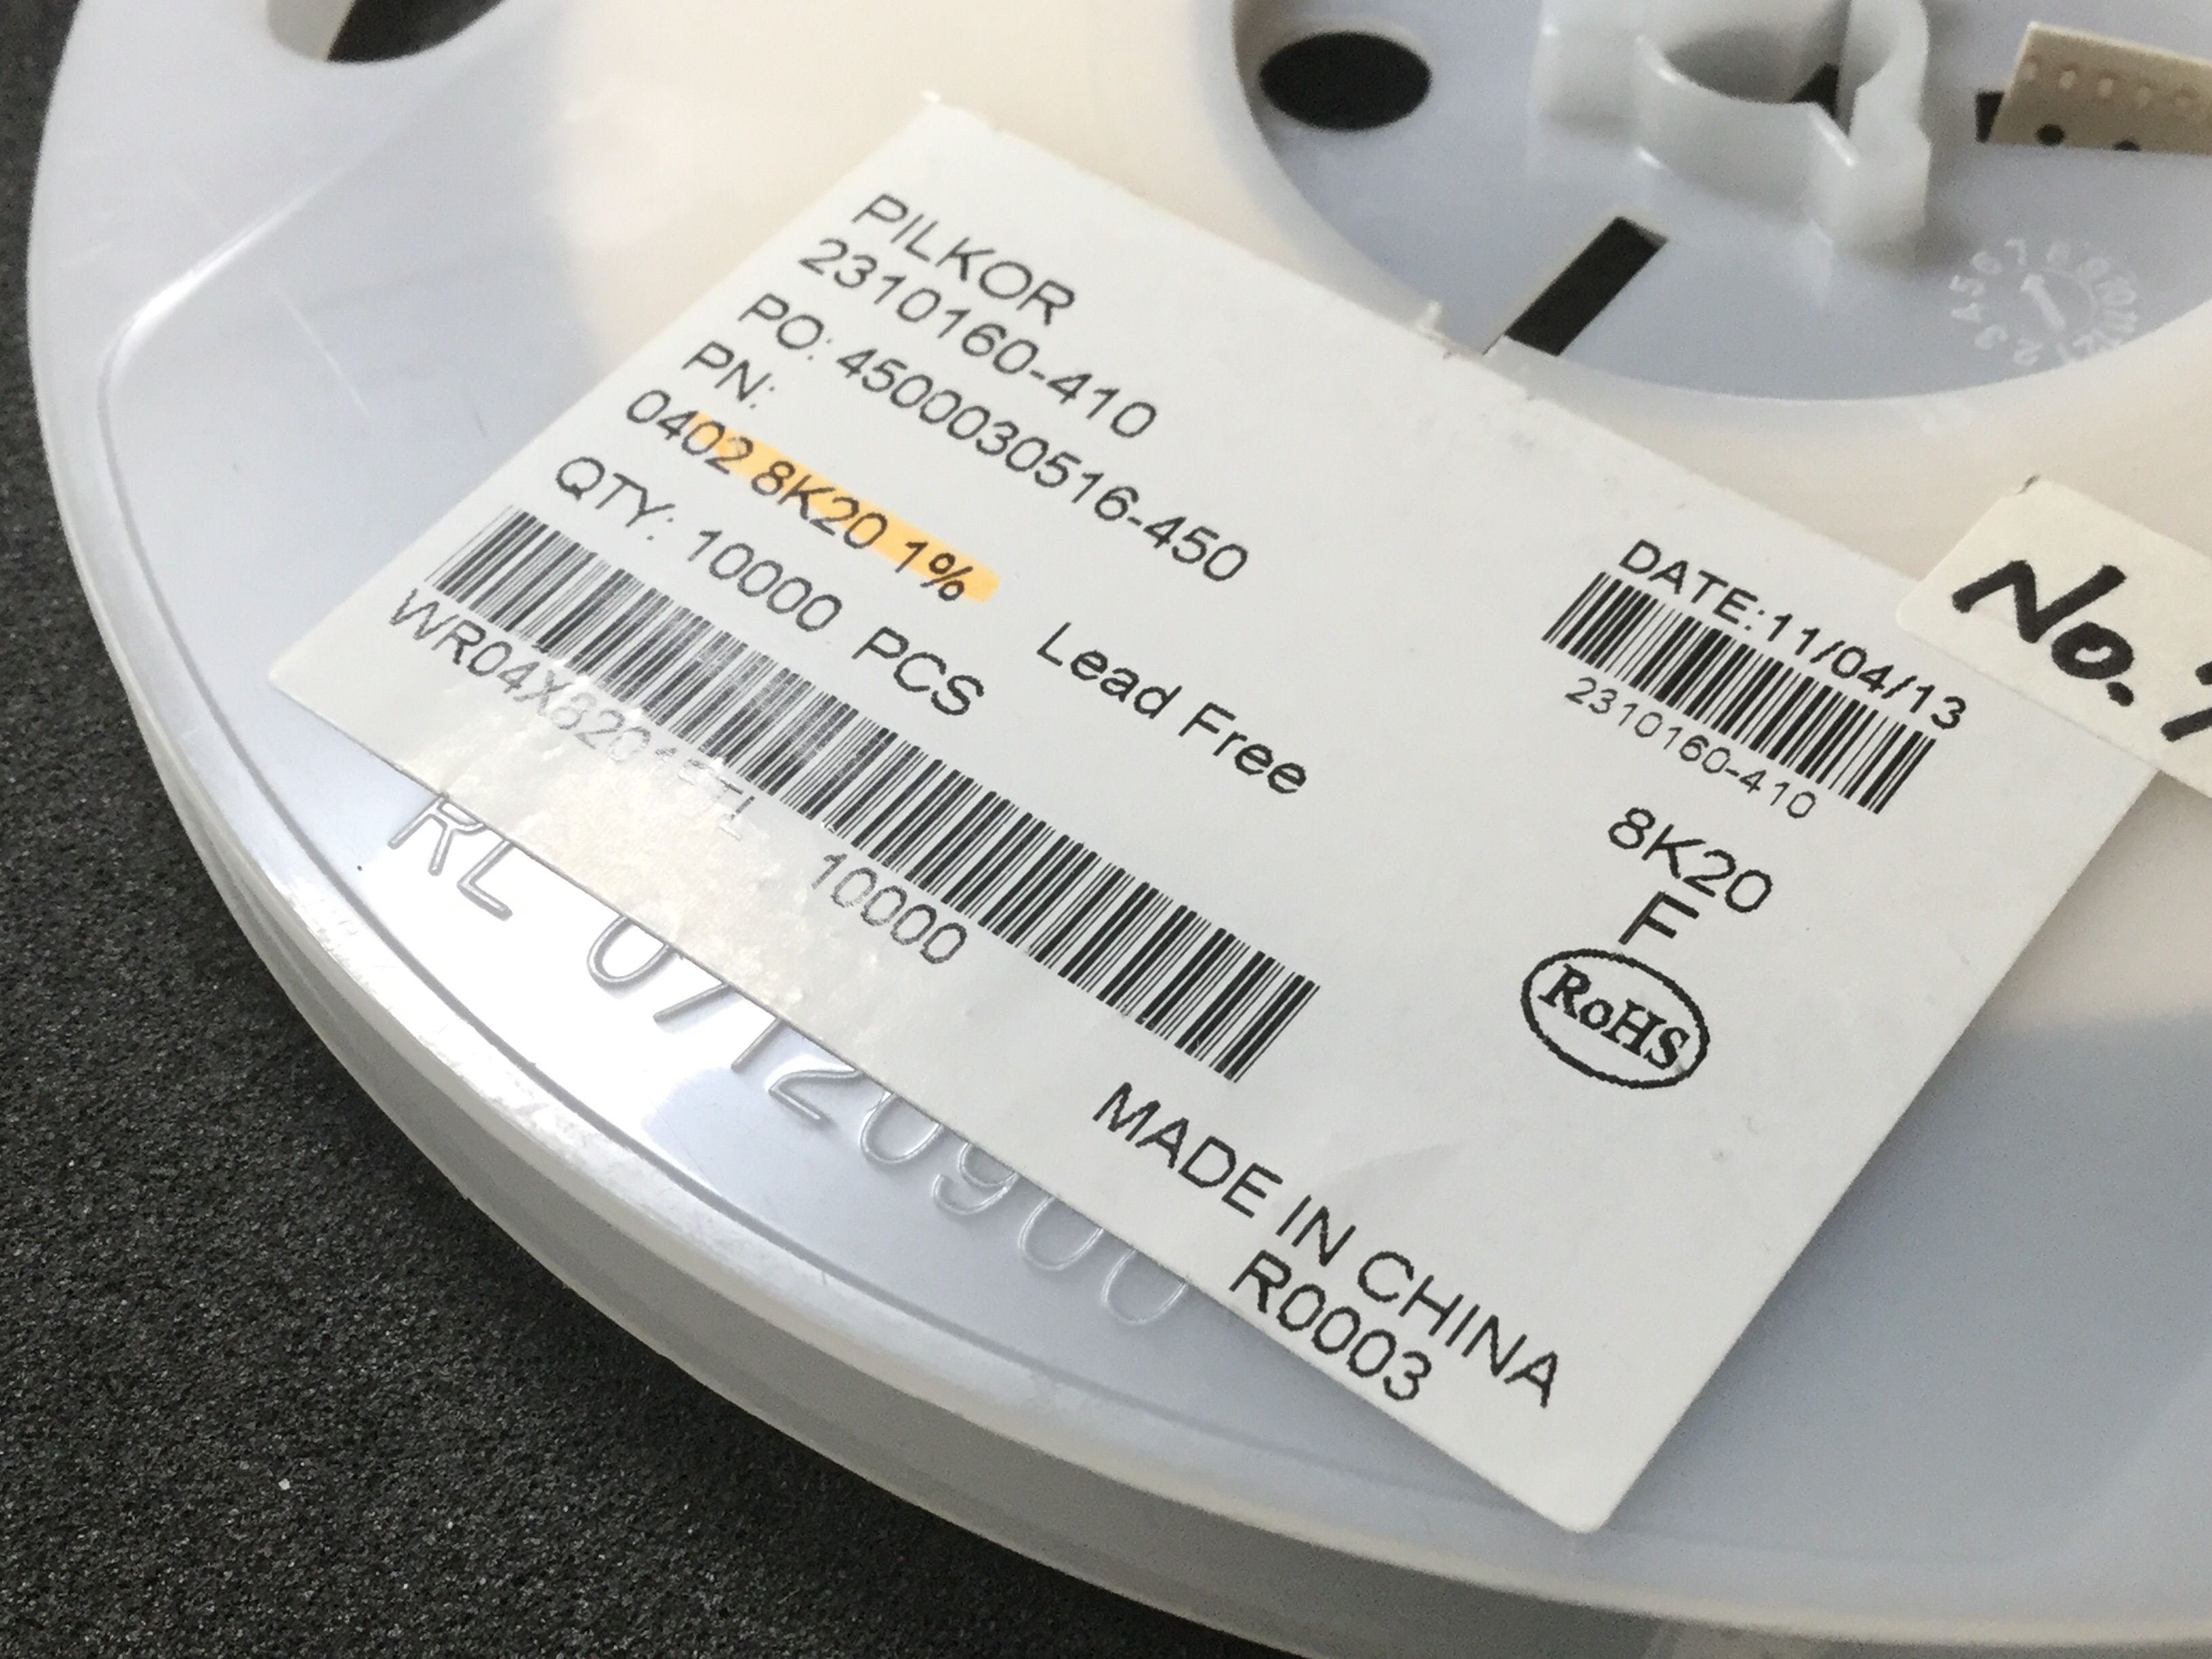 PILKOR
2310160-410
PO: 4500030516-450
PN:
0402 8K20 1%
QTY: 10000 PCS
Lead Free
10000
DATE:11/04/13
2310160-410
8K20
F
RoHS
MADE IN CHINA
R0003
No.
RL